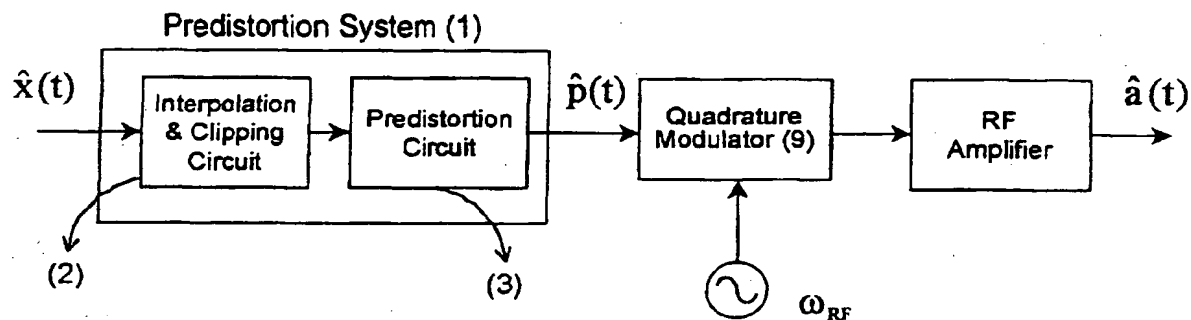 Predistortion System (1)
x̂(t)
Interpolation
& Clipping
Circuit
Predistortion
Circuit
p̂(t)
Quadrature
Modulator (9)
RF
Amplifier
â(t)
(2)
(3)
ω_RF